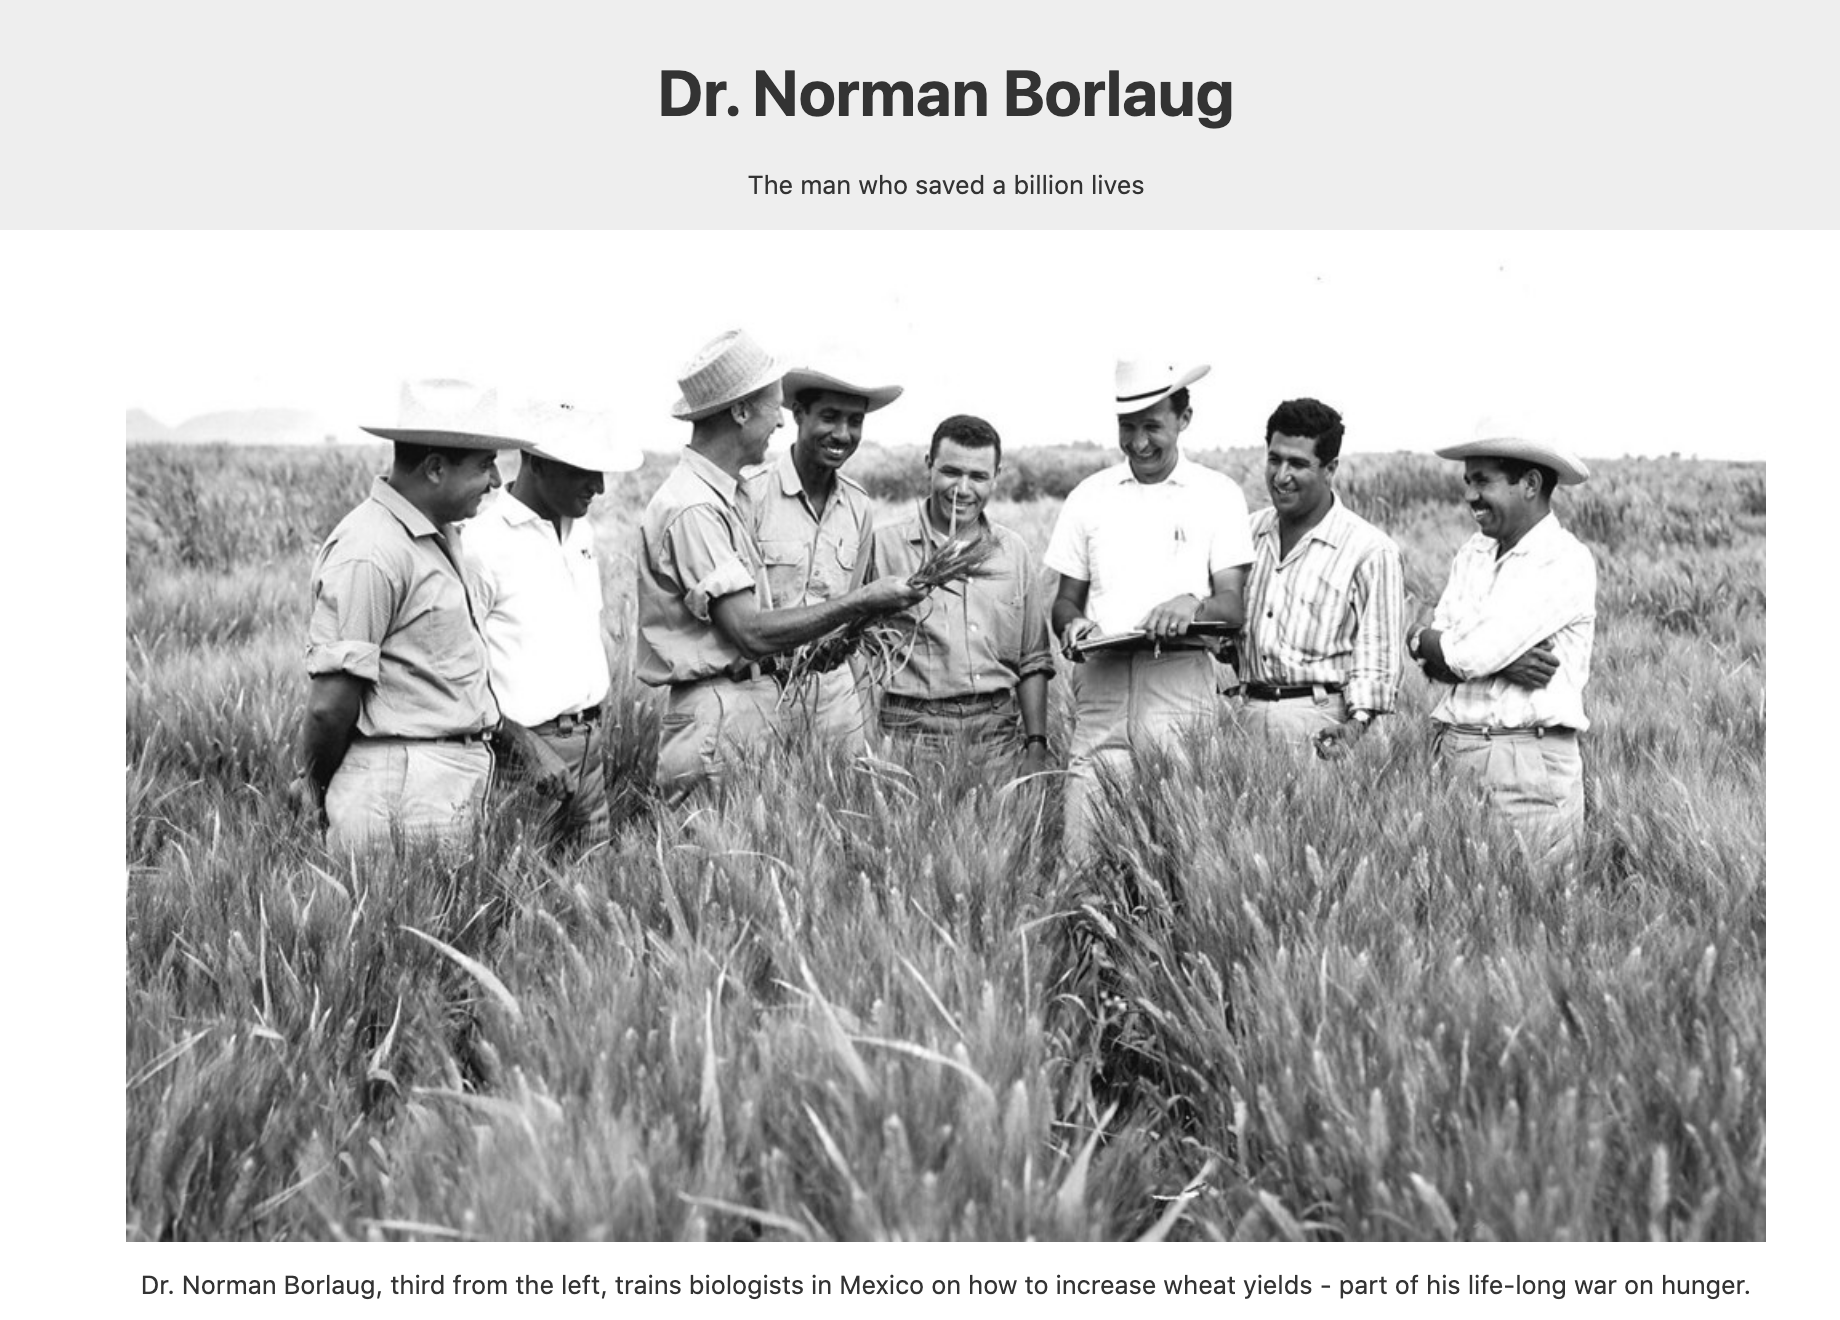 Dr. Norman Borlaug
The man who saved a billion lives
Dr. Norman Borlaug, third from the left, trains biologists in Mexico on how to increase wheat yields - part of his life-long war on hunger.